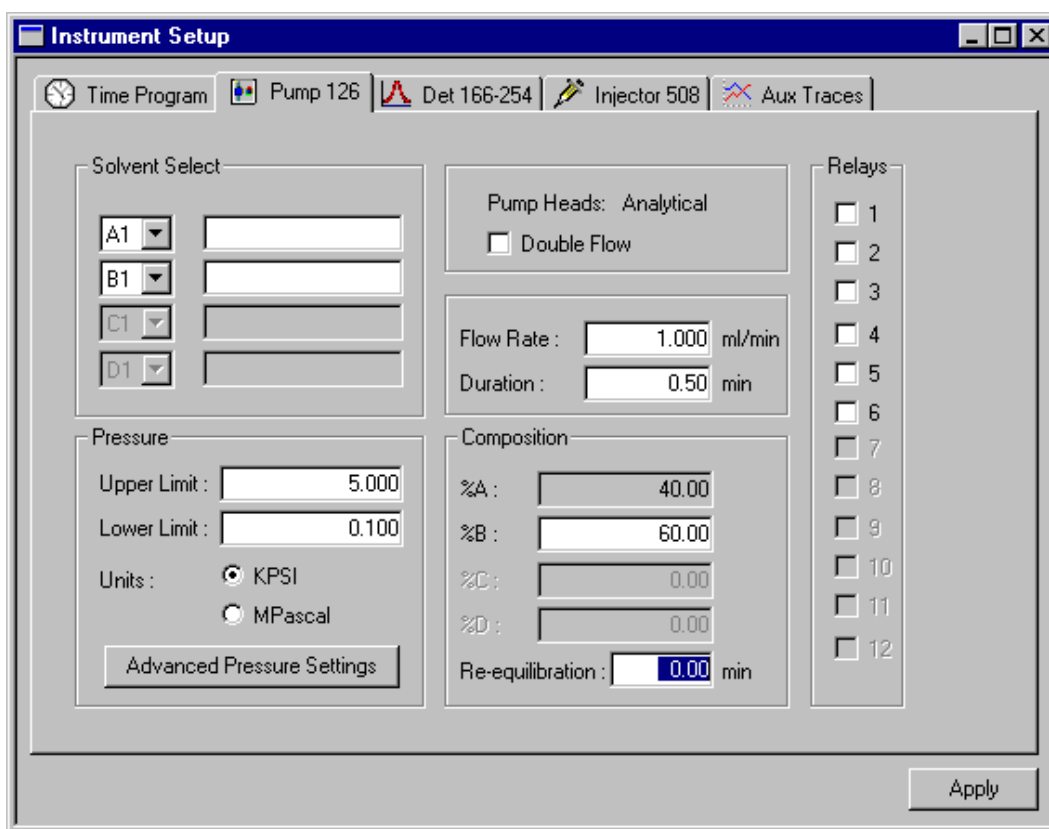 Instrument Setup
Time Program Pump 126 Det 166-254 Injector 508 Aux Traces
Solvent Select
A1
B1
C1
D1
Pump Heads: Analytical
Double Flow
Flow Rate : 1.000 ml/min
Duration : 0.50 min
Pressure
Upper Limit : 5.000
Lower Limit : 0.100
Units : KPSI
MPascal
Advanced Pressure Settings
Composition
%A : 40.00
%B : 60.00
%C : 0.00
%D : 0.00
Re-equilibration : 0.00 min
Relays
1
2
3
4
5
6
7
8
9
10
11
12
Apply